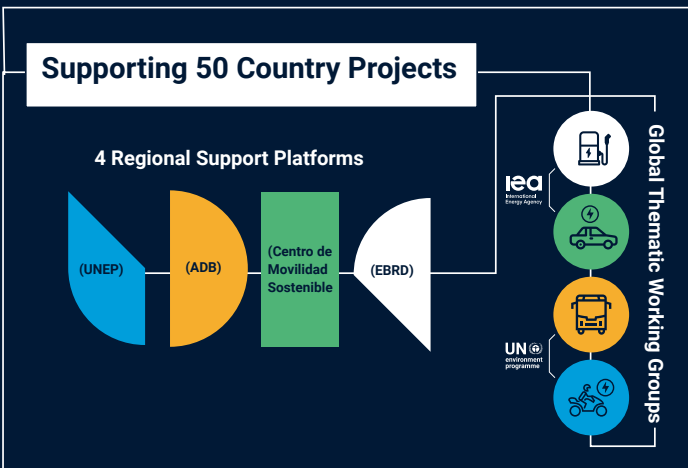 Supporting 50 Country Projects
4 Regional Support Platforms
(UNEP)
(ADB)
(Centro de
Movilidad
Sostenible
(EBRD)
iea
International
Energy Agency
UN
environment
programme
Global Thematic Working Groups